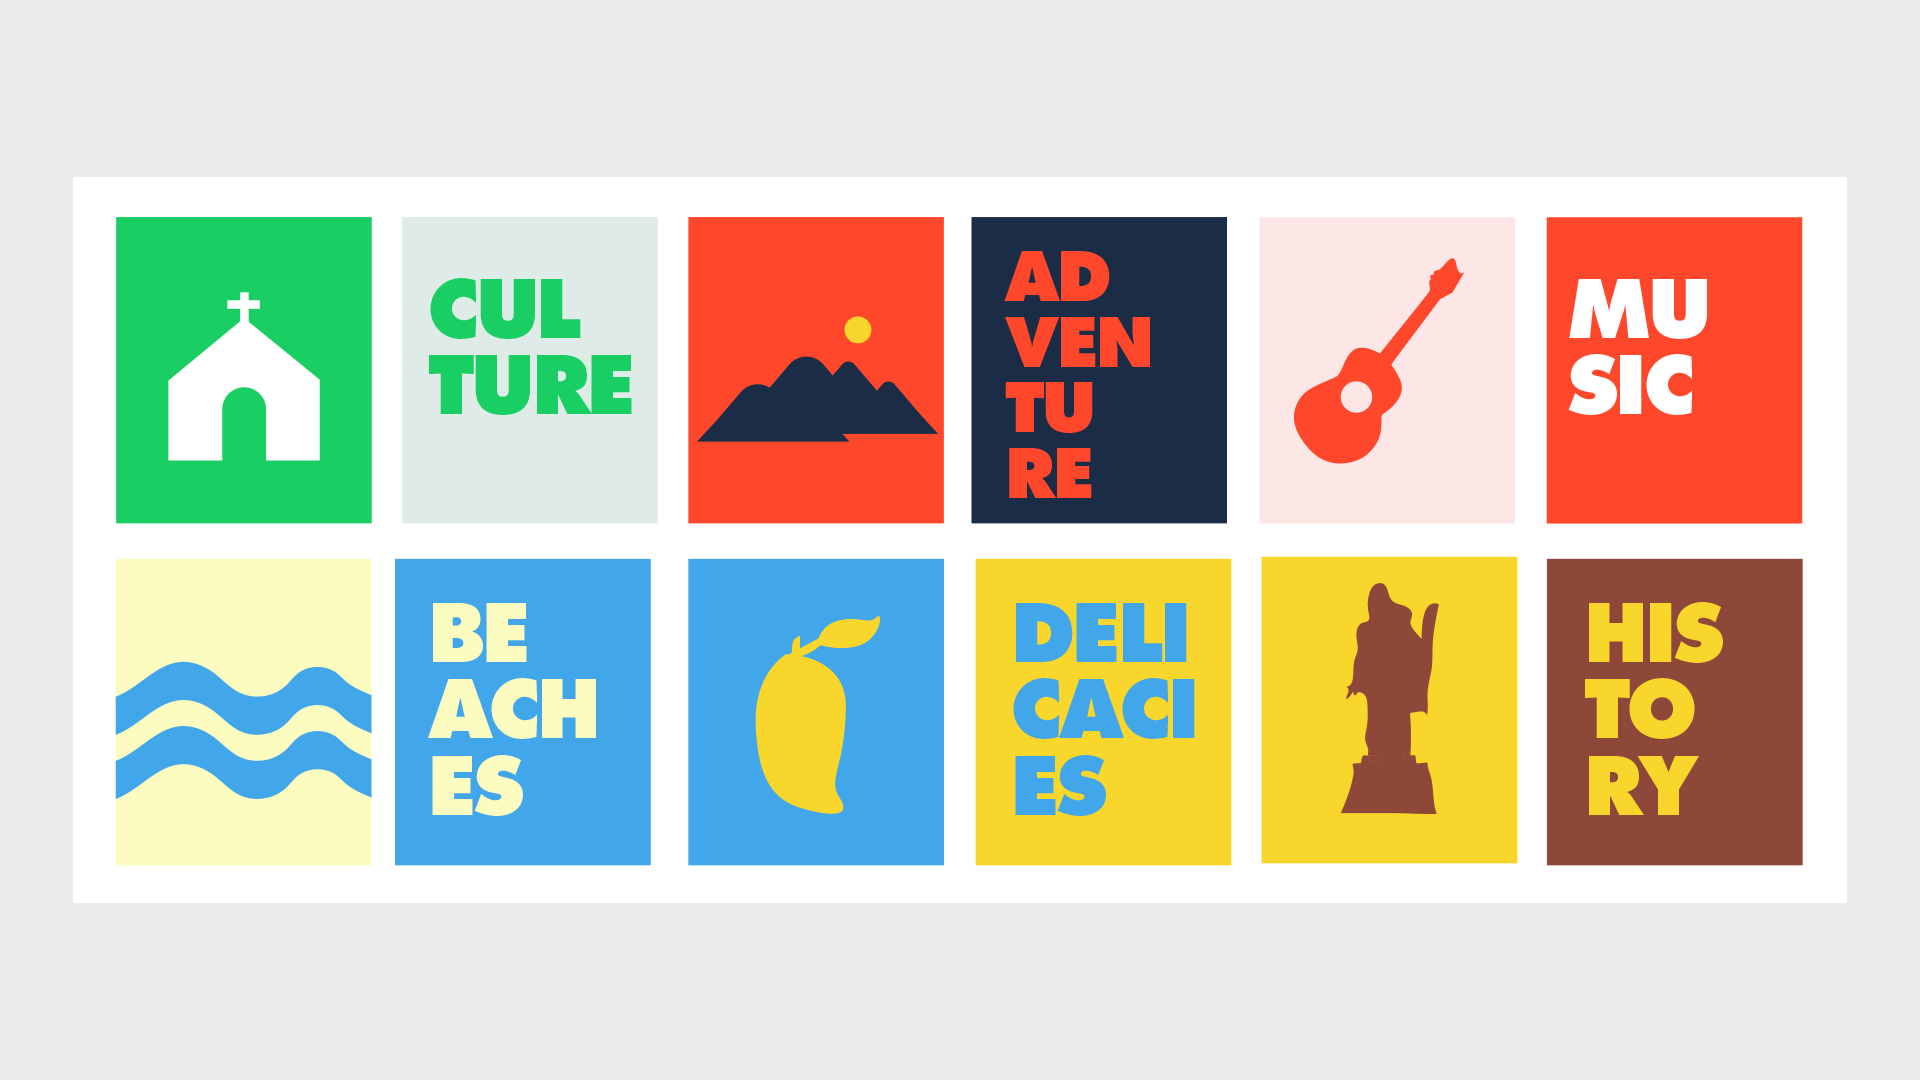 CUL
TURE
AD
VEN
TU
RE
MU
SIC
BE
ACH
ES
DELI
CACI
ES
HIS
TO
RY